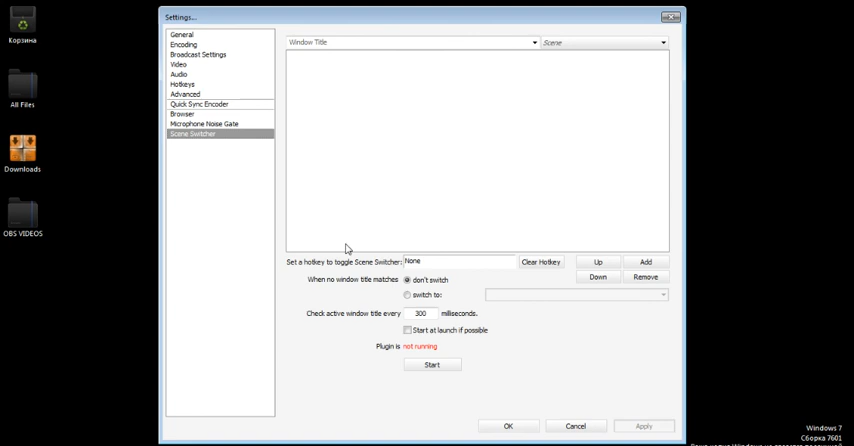 Settings...
Корзина
All Files
Downloads
OBS VIDEOS
General
Encoding
Broadcast Settings
Video
Audio
Hotkeys
Advanced
Quick Sync Encoder
Browser
Microphone Noise Gate
Scene Switcher
Window Title
Scene
Set a hotkey to toggle Scene Switcher: None Clear Hotkey Up Add
When no window title matches don't switch Down Remove
switch to:
Check active window title every 300 milliseconds.
Start at launch if possible
Plugin is not running
Start
OK Cancel Apply
Windows 7
Сборка 7601